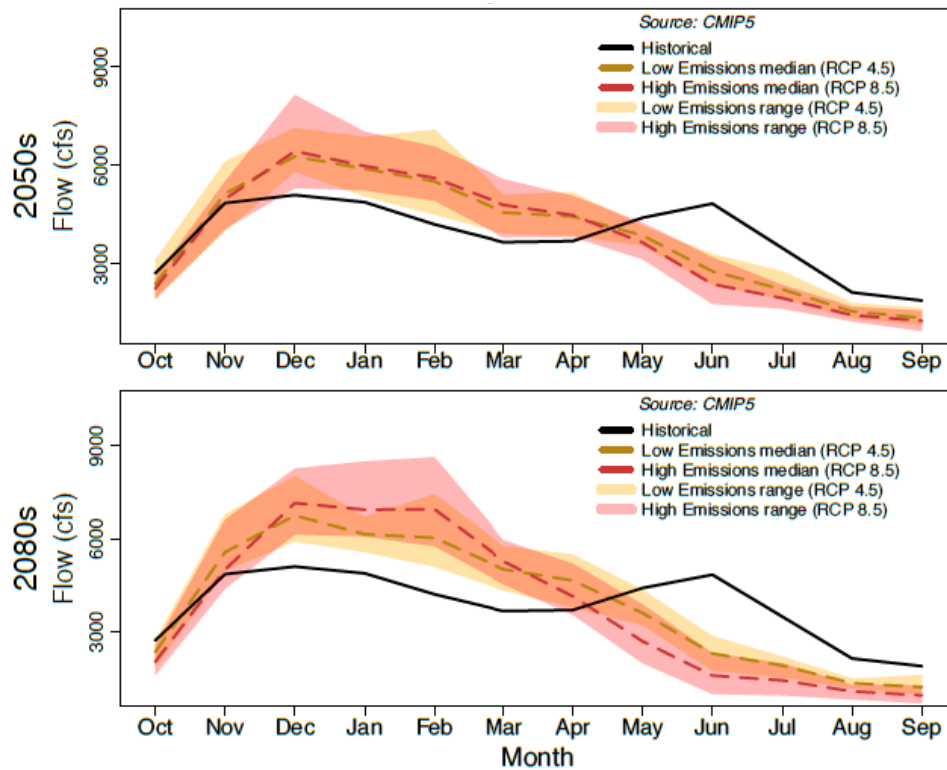 Source: CMIP5
Historical
Low Emissions median (RCP 4.5)
High Emissions median (RCP 8.5)
Low Emissions range (RCP 4.5)
High Emissions range (RCP 8.5)
2050s
Flow (cfs)
9000
6000
3000
Oct Nov Dec Jan Feb Mar Apr May Jun Jul Aug Sep
Source: CMIP5
Historical
Low Emissions median (RCP 4.5)
High Emissions median (RCP 8.5)
Low Emissions range (RCP 4.5)
High Emissions range (RCP 8.5)
2080s
Flow (cfs)
9000
6000
3000
Oct Nov Dec Jan Feb Mar Apr May Jun Jul Aug Sep
Month